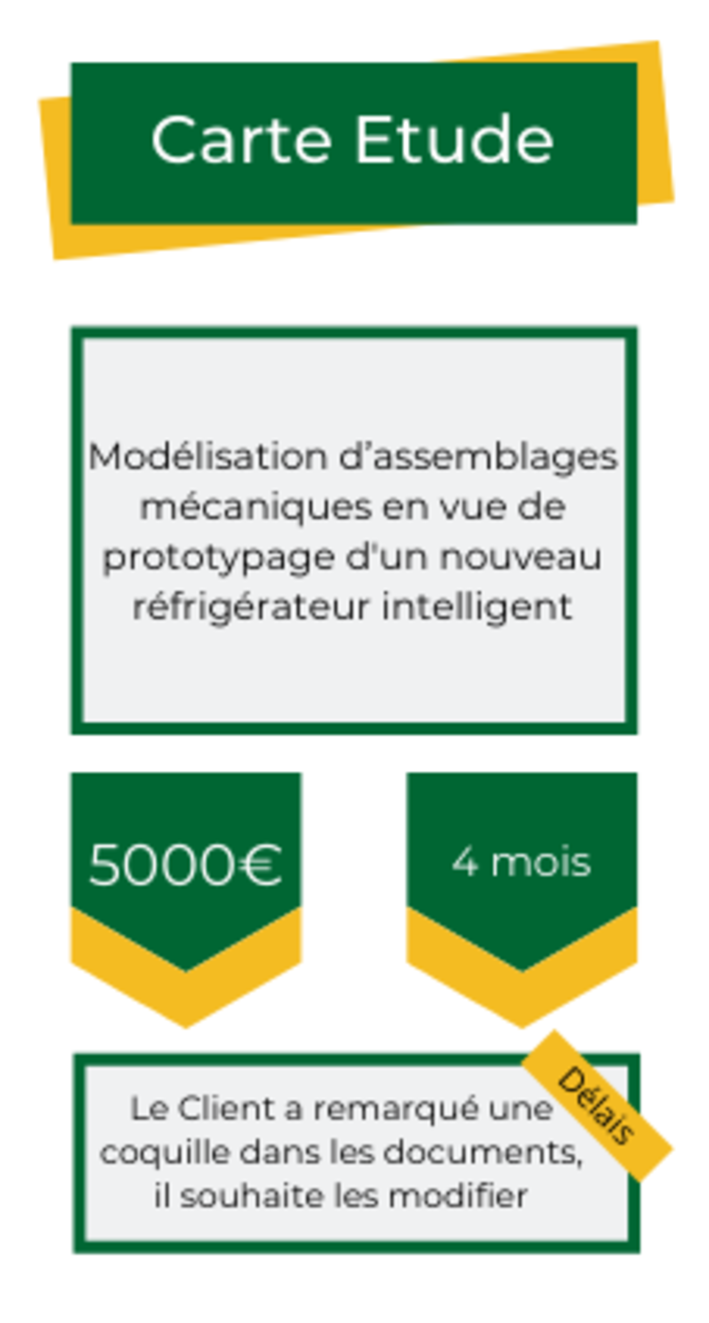 Carte Etude
Modélisation d’assemblages
mécaniques en vue de
prototypage d'un nouveau
réfrigérateur intelligent
5000€
4 mois
Délais
Le Client a remarqué une
coquille dans les documents,
il souhaite les modifier